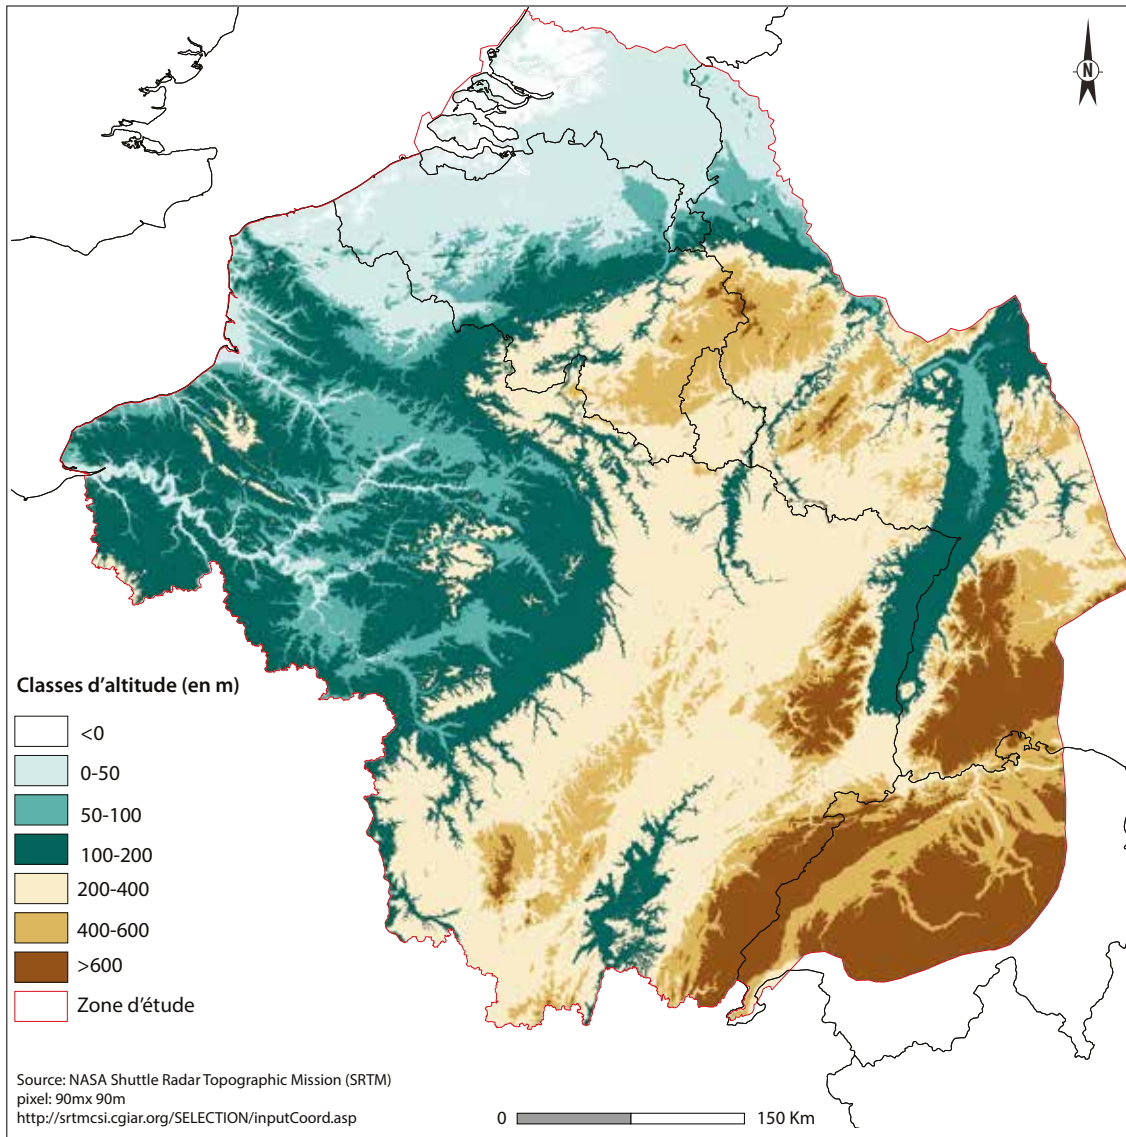 N
Classes d'altitude (en m)
<0
0-50
50-100
100-200
200-400
400-600
>600
Zone d'étude
Source: NASA Shuttle Radar Topographic Mission (SRTM)
pixel: 90mx 90m
http://srtmcsi.cgiar.org/SELECTION/inputCoord.asp
0 150 Km